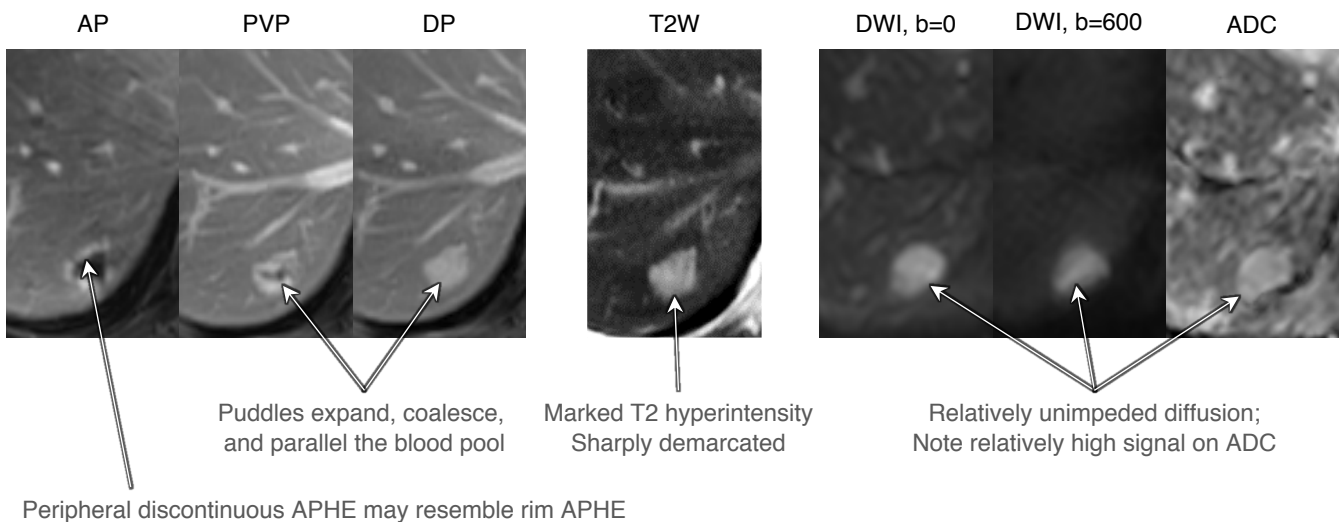 AP PVP DP T2W DWI, b=0 DWI, b=600 ADC
Puddles expand, coalesce,
and parallel the blood pool
Marked T2 hyperintensity
Sharply demarcated
Relatively unimpeded diffusion;
Note relatively high signal on ADC
Peripheral discontinuous APHE may resemble rim APHE